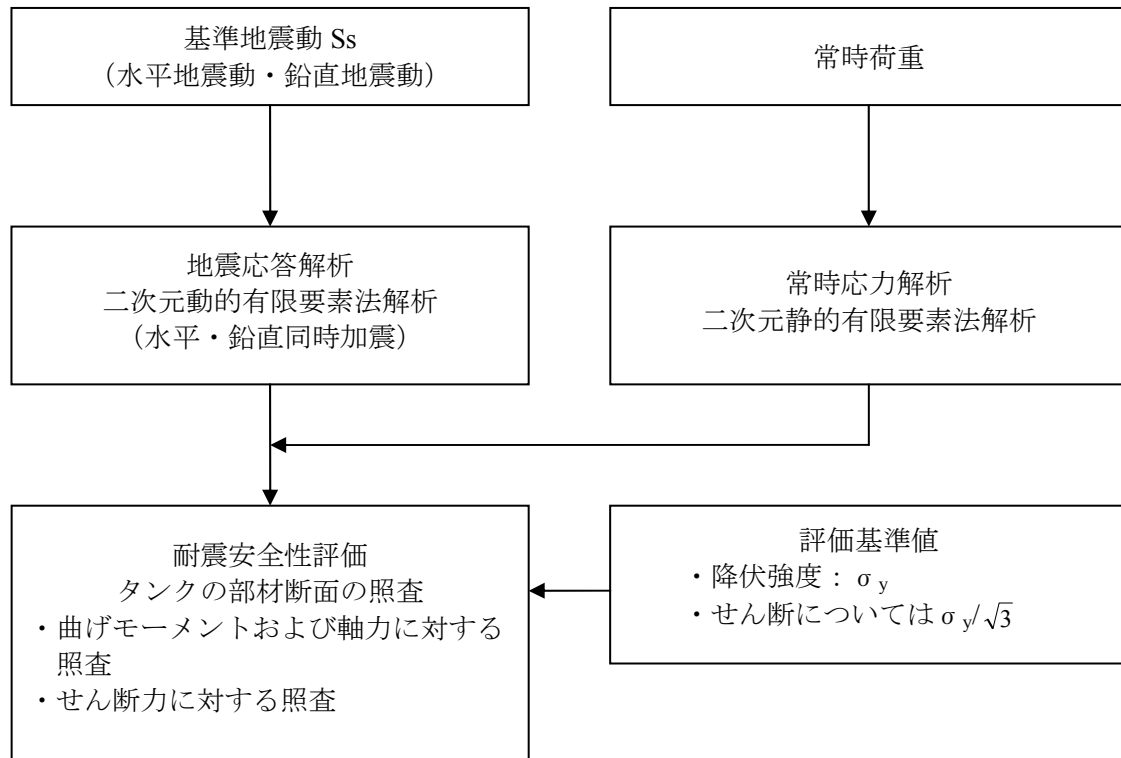 基準地震動 Ss
（水平地震動・鉛直地震動）
常時荷重
地震応答解析
二次元動的有限要素法解析
（水平・鉛直同時加震）
常時応力解析
二次元静的有限要素法解析
耐震安全性評価
タンクの部材断面の照査
・曲げモーメントおよび軸力に対する
照査
・せん断力に対する照査
評価基準値
・降伏強度：σy
・せん断についてはσy/√3